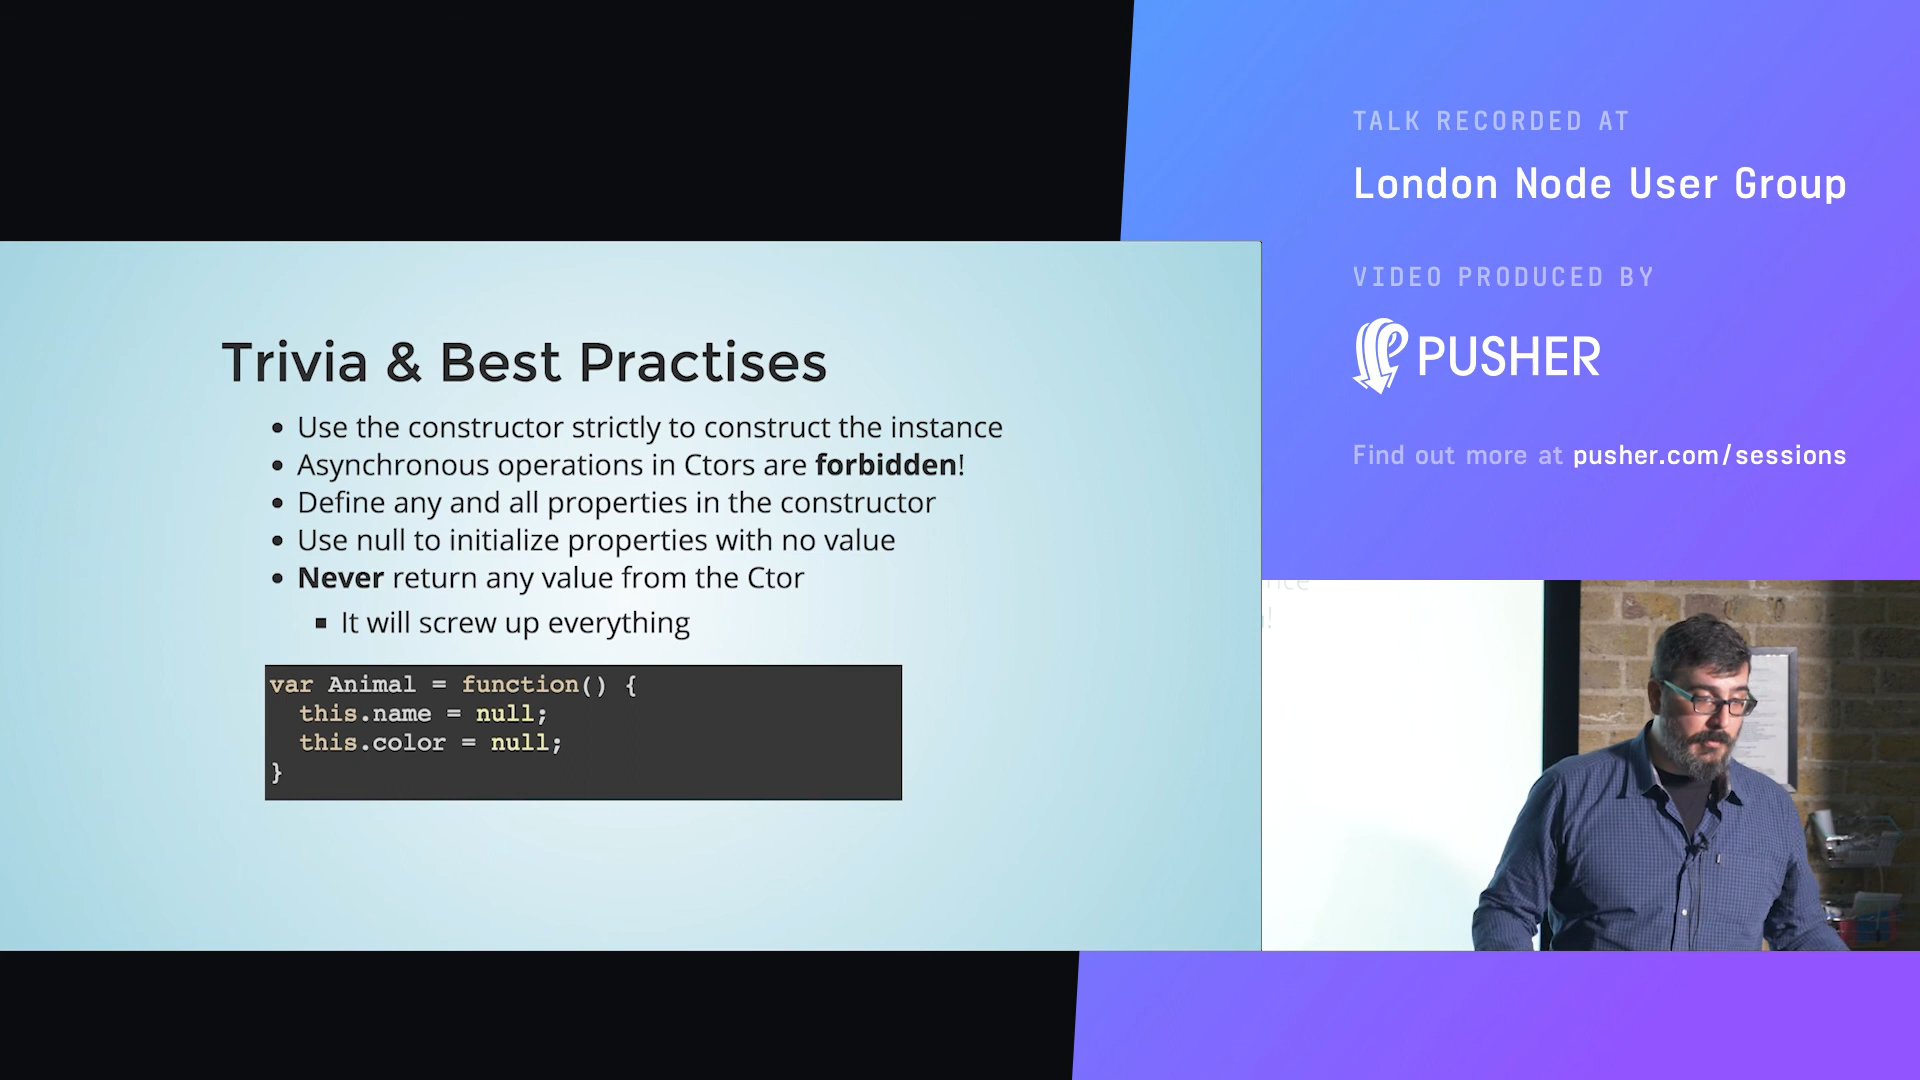 Trivia & Best Practises
Use the constructor strictly to construct the instance
Asynchronous operations in Ctors are forbidden!
Define any and all properties in the constructor
Use null to initialize properties with no value
Never return any value from the Ctor
It will screw up everything
var Animal = function() {
  this.name = null;
  this.color = null;
}
TALK RECORDED AT
London Node User Group
VIDEO PRODUCED BY
PUSHER
Find out more at pusher.com/sessions